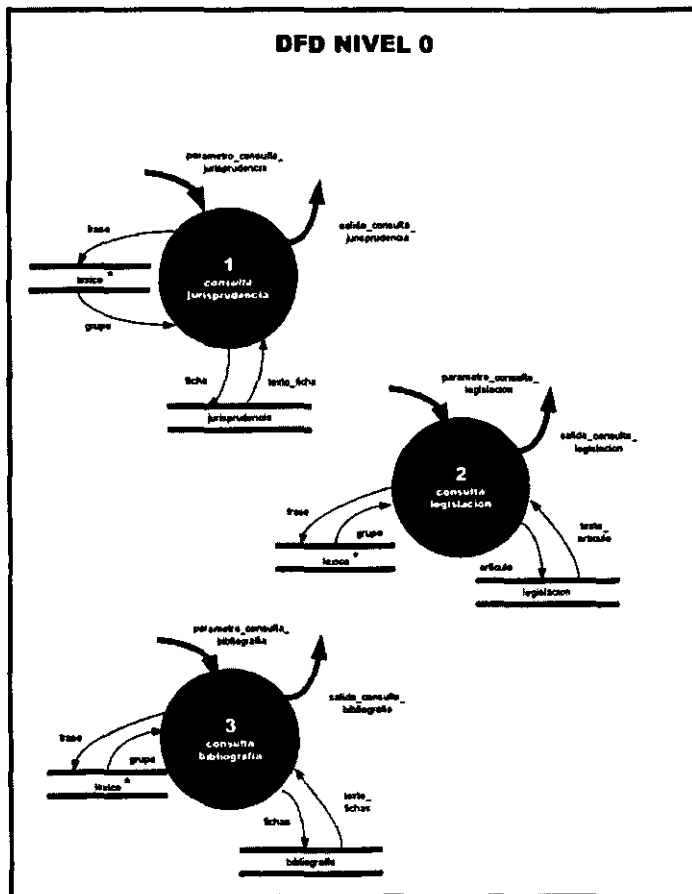 DFD NIVEL 0
parametro_consulta_
jurisprudencia
salida_consulta_
jurisprudencia
frase
1
consulta
jurisprudencia
lexico *
grupo
ficha
texto_ficha
jurisprudencia
parametro_consulta_
legislacion
salida_consulta_
legislacion
2
consulta
legislacion
frase
grupo
lexico *
texto_
articulo
articulo
legislacion
parametro_consulta_
bibliografia
salida_consulta_
bibliografia
3
consulta
bibliografia
frase
grupo
lexico *
texto_
fichas
fichas
bibliografia